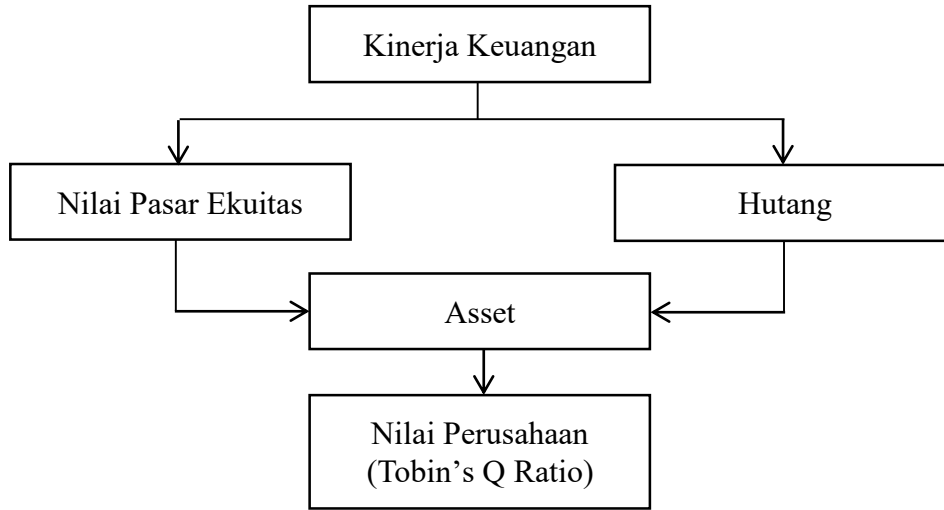 Kinerja Keuangan
Nilai Pasar Ekuitas
Hutang
Asset
Nilai Perusahaan
(Tobin’s Q Ratio)